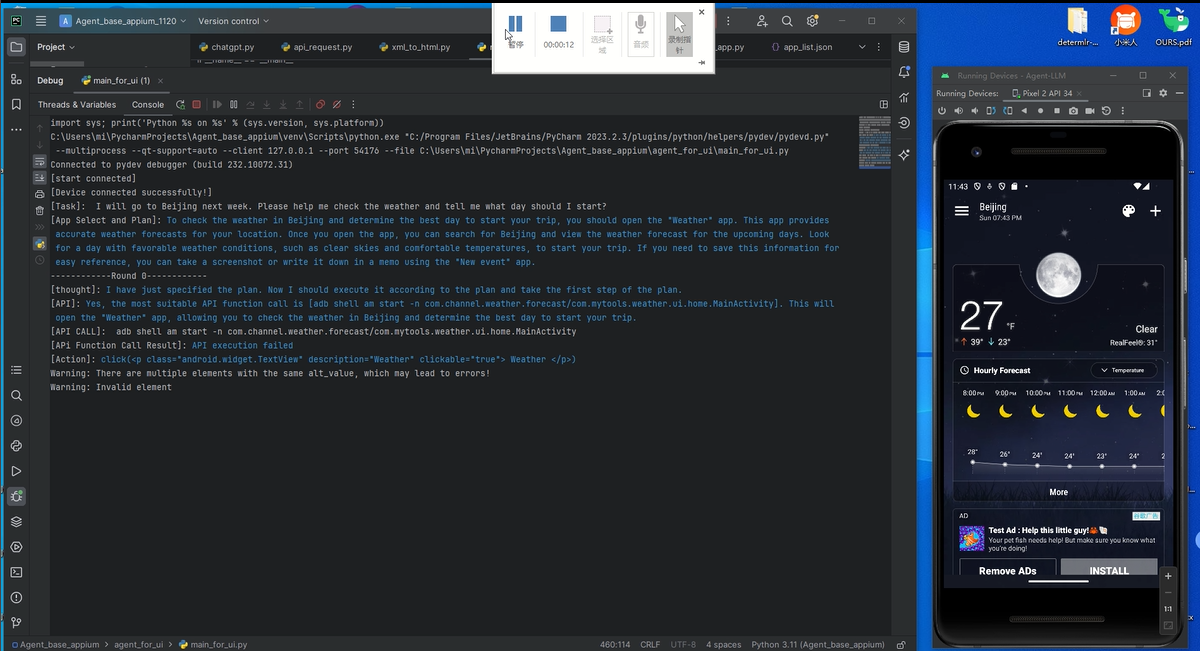 PC
A Agent_base_appium_1120
Version control
暂停
00:00:12
选择区域
音频
录制指针
Project
chatgpt.py
api_request.py
xml_to_html.py
_app.py
{} app_list.json
Debug
main_for_ui (1)
Threads & Variables
Console
import sys; print('Python %s on %s' % (sys.version, sys.platform))
C:\Users\mi\PycharmProjects\Agent_base_appium\venv\Scripts\python.exe "C:/Program Files/JetBrains/PyCharm 2023.2.3/plugins/python/helpers/pydev/pydevd.py"
--multiprocess --qt-support=auto --client 127.0.0.1 --port 54176 --file C:\Users\mi\PycharmProjects\Agent_base_appium\agent_for_ui\main_for_ui.py
Connected to pydev debugger (build 232.10072.31)
[start connected]
[Device connected successfully!]
[Task]:  I will go to Beijing next week. Please help me check the weather and tell me what day should I start?
[App Select and Plan]: To check the weather in Beijing and determine the best day to start your trip, you should open the "Weather" app. This app provides
accurate weather forecasts for your location. Once you open the app, you can search for Beijing and view the weather forecast for the upcoming days. Look
for a day with favorable weather conditions, such as clear skies and comfortable temperatures, to start your trip. If you need to save this information for
easy reference, you can take a screenshot or write it down in a memo using the "New event" app.
------------Round 0------------
[thought]: I have just specified the plan. Now I should execute it according to the plan and take the first step of the plan.
[API]: Yes, the most suitable API function call is [adb shell am start -n com.channel.weather.forecast/com.mytools.weather.ui.home.MainActivity]. This will
open the "Weather" app, allowing you to check the weather in Beijing and determine the best day to start your trip.
[API CALL]:  adb shell am start -n com.channel.weather.forecast/com.mytools.weather.ui.home.MainActivity
[APi Function Call Result]: API execution failed
[Action]: click(<p class="android.widget.TextView" description="Weather" clickable="true"> Weather </p>)
Warning: There are multiple elements with the same alt_value, which may lead to errors!
Warning: Invalid element
Agent_base_appium > agent_for_ui > main_for_ui.py
460:114 CRLF UTF-8 4 spaces Python 3.11 (Agent_base_appium)
determlr-...
小米人
OURS.pdf
Running Devices - Agent-LLM
Running Devices:
Pixel 2 API 34
11:43
Beijing
Sun 07:43 PM
27 °F
39° 23°
Clear
RealFeel®: 31°
Hourly Forecast
Temperature
8:00PM 9:00PM 10:00PM 11:00PM 12:00AM 1:00AM 2:0
28° 26° 24° 24° 23° 24° 2
More
AD
谷歌广告
Test Ad : Help this little guy!
Your pet fish needs help! But make sure you know what
you're doing!
Remove ADs
INSTALL
1:1